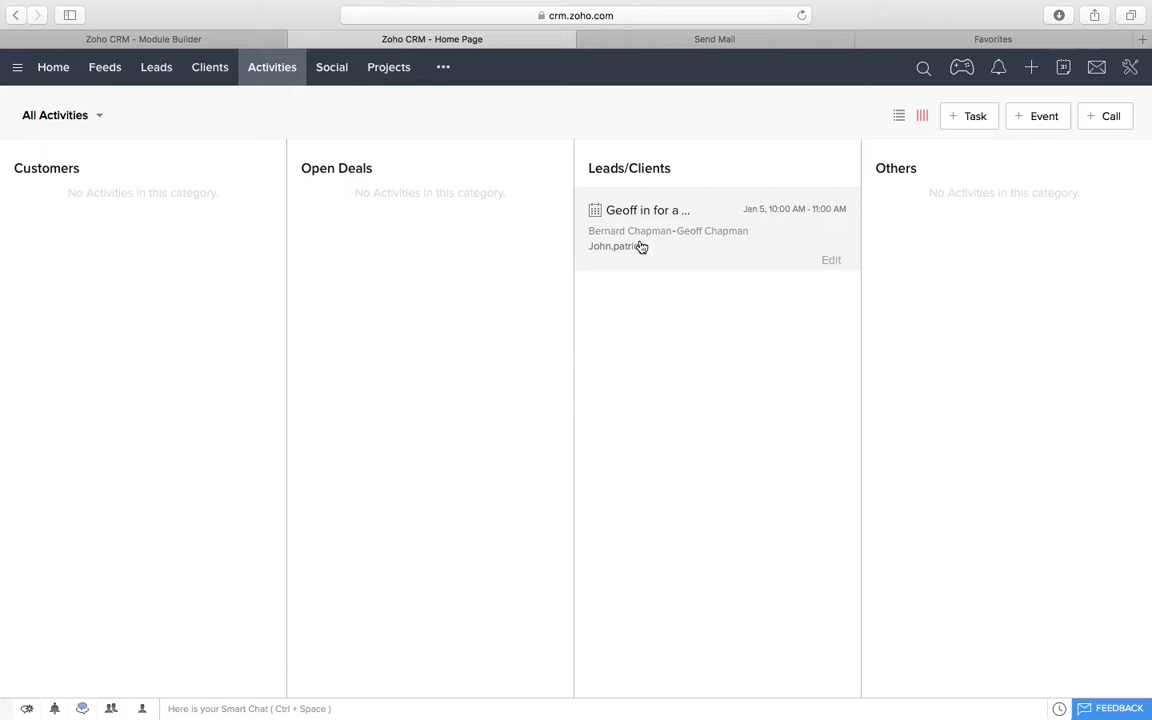 crm.zoho.com
Zoho CRM - Module Builder
Zoho CRM - Home Page
Send Mail
Favorites
Home
Feeds
Leads
Clients
Activities
Social
Projects
31
All Activities
Task
Event
Call
Customers
Open Deals
Leads/Clients
Others
No Activities in this category.
No Activities in this category.
No Activities in this category.
Geoff in for a ...
Jan 5, 10:00 AM - 11:00 AM
Bernard Chapman-Geoff Chapman
Edit
Here is your Smart Chat ( Ctrl + Space )
FEEDBACK